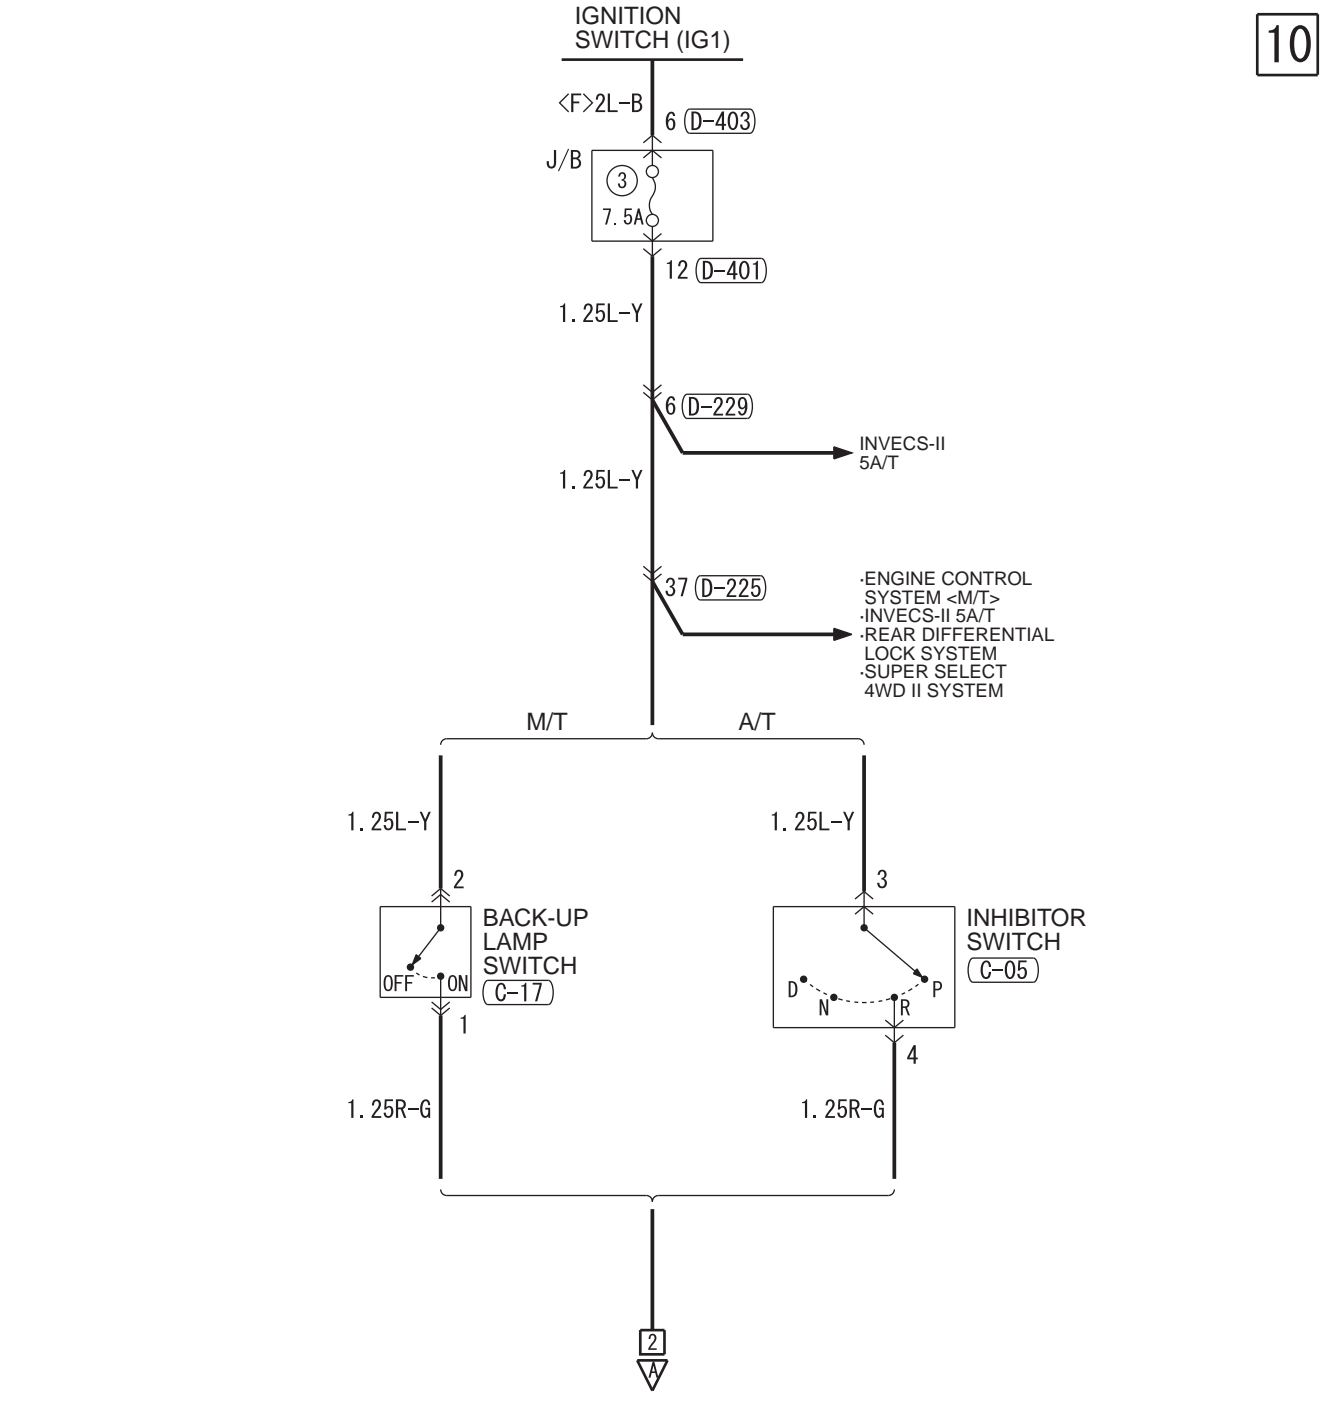 IGNITION
SWITCH (IG1)
10
<F>2L-B
6 D-403
J/B
3
7.5A
12 D-401
1.25L-Y
6 D-229
INVECS-II
5A/T
1.25L-Y
37 D-225
·ENGINE CONTROL
SYSTEM <M/T>
·INVECS-II 5A/T
·REAR DIFFERENTIAL
LOCK SYSTEM
·SUPER SELECT
4WD II SYSTEM
M/T
A/T
1.25L-Y
1.25L-Y
2
3
BACK-UP
LAMP
SWITCH
C-17
OFF
ON
1
INHIBITOR
SWITCH
C-05
D
N
R
P
4
1.25R-G
1.25R-G
2
A